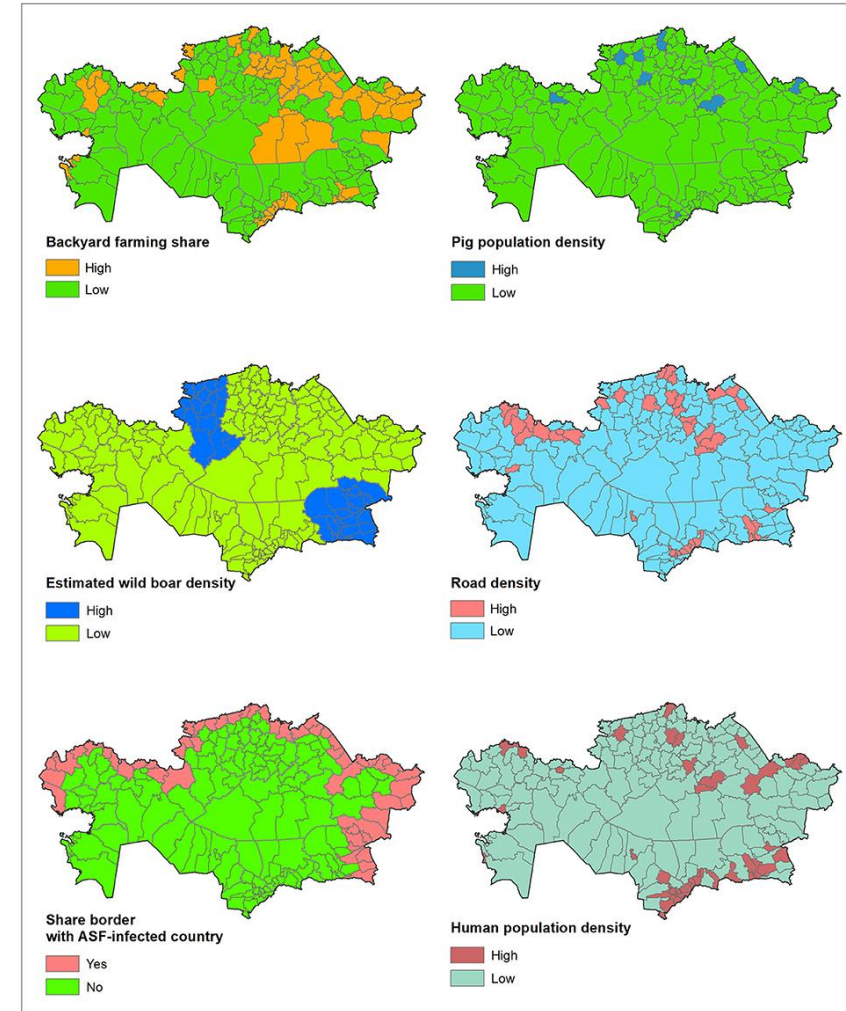 Backyard farming share
High
Low
Pig population density
High
Low
Estimated wild boar density
High
Low
Road density
High
Low
Share border
with ASF-infected country
Yes
No
Human population density
High
Low